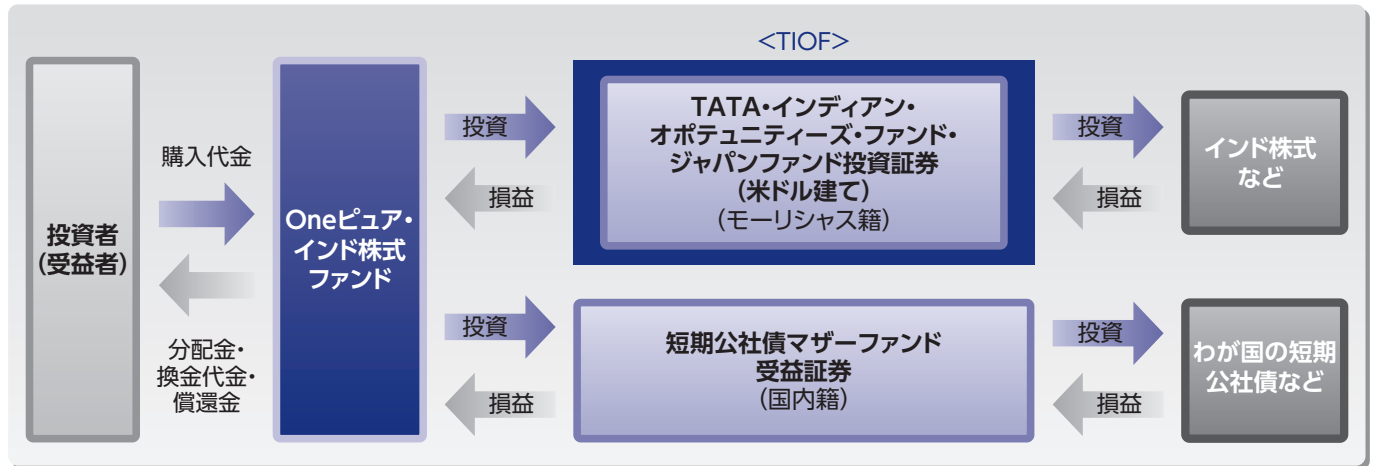 <TIOF>
投資者
(受益者)
購入代金
分配金・
換金代金・
償還金
Oneピュア・
インド株式
ファンド
投資
損益
TATA・インディアン・
オポテュニティーズ・ファンド・
ジャパンファンド投資証券
(米ドル建て)
(モーリシャス籍)
投資
損益
インド株式
など
投資
損益
短期公社債マザーファンド
受益証券
(国内籍)
投資
損益
わが国の短期
公社債など